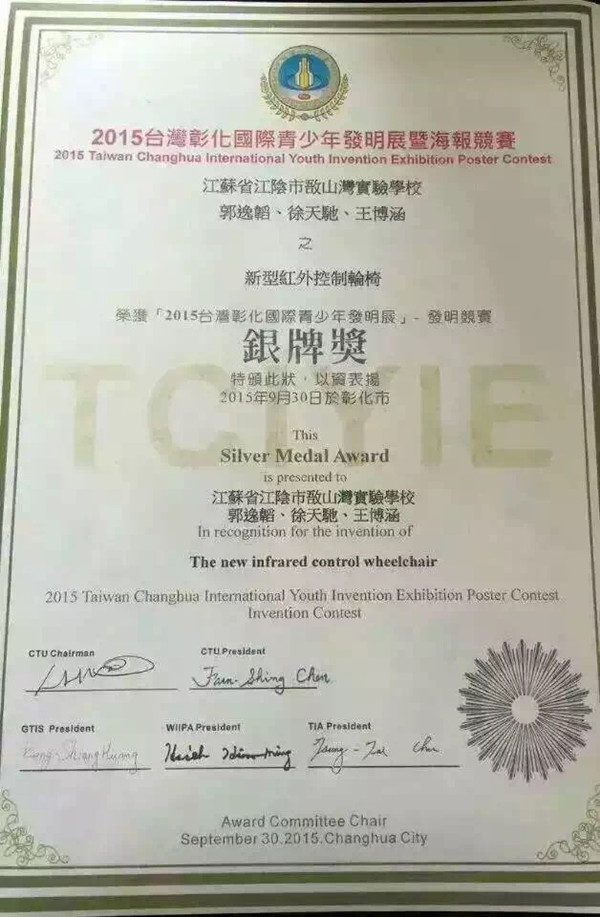 2015台灣彰化國際青少年發明展暨海報競賽
2015 Taiwan Changhua International Youth Invention Exhibition Poster Contest
江蘇省江陰市敔山灣實驗學校
郭逸韜、徐天馳、王博涵
之
新型紅外控制輪椅
榮獲「2015台灣彰化國際青少年發明展」- 發明競賽
銀牌獎
特頒此狀，以資表揚
2015年9月30日於彰化市
TCIYIE
This
Silver Medal Award
is presented to
江蘇省江陰市敔山灣實驗學校
郭逸韜、徐天馳、王博涵
In recognition for the invention of
The new infrared control wheelchair
2015 Taiwan Changhua International Youth Invention Exhibition Poster Contest
Invention Contest
CTU Chairman
CTU President
GTIS President
WIIPA President
TIA President
Award Committee Chair
September 30.2015.Changhua City